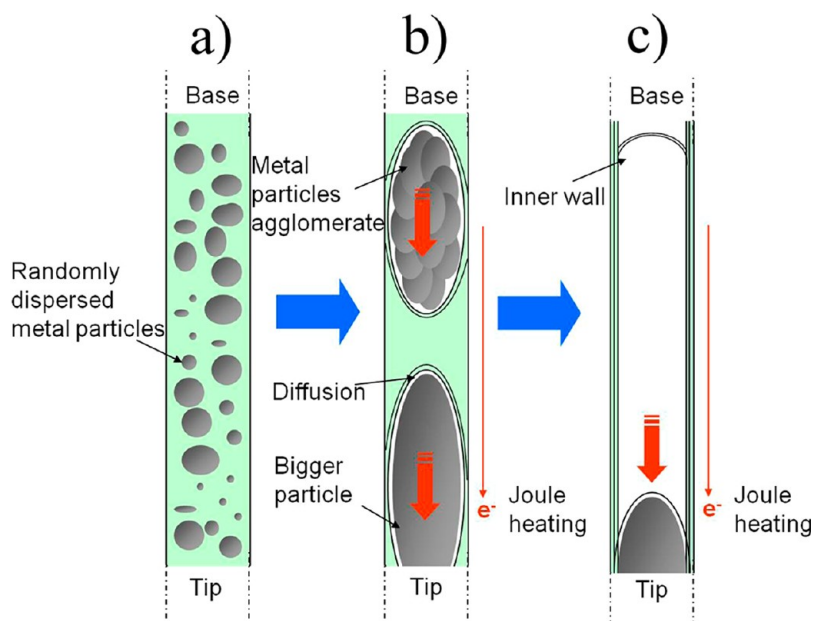 a)
b)
c)
Base
Base
Base
Metal
particles
agglomerate
Inner wall
Randomly
dispersed
metal particles
Diffusion
Bigger
particle
e-
Joule
heating
e-
Joule
heating
Tip
Tip
Tip